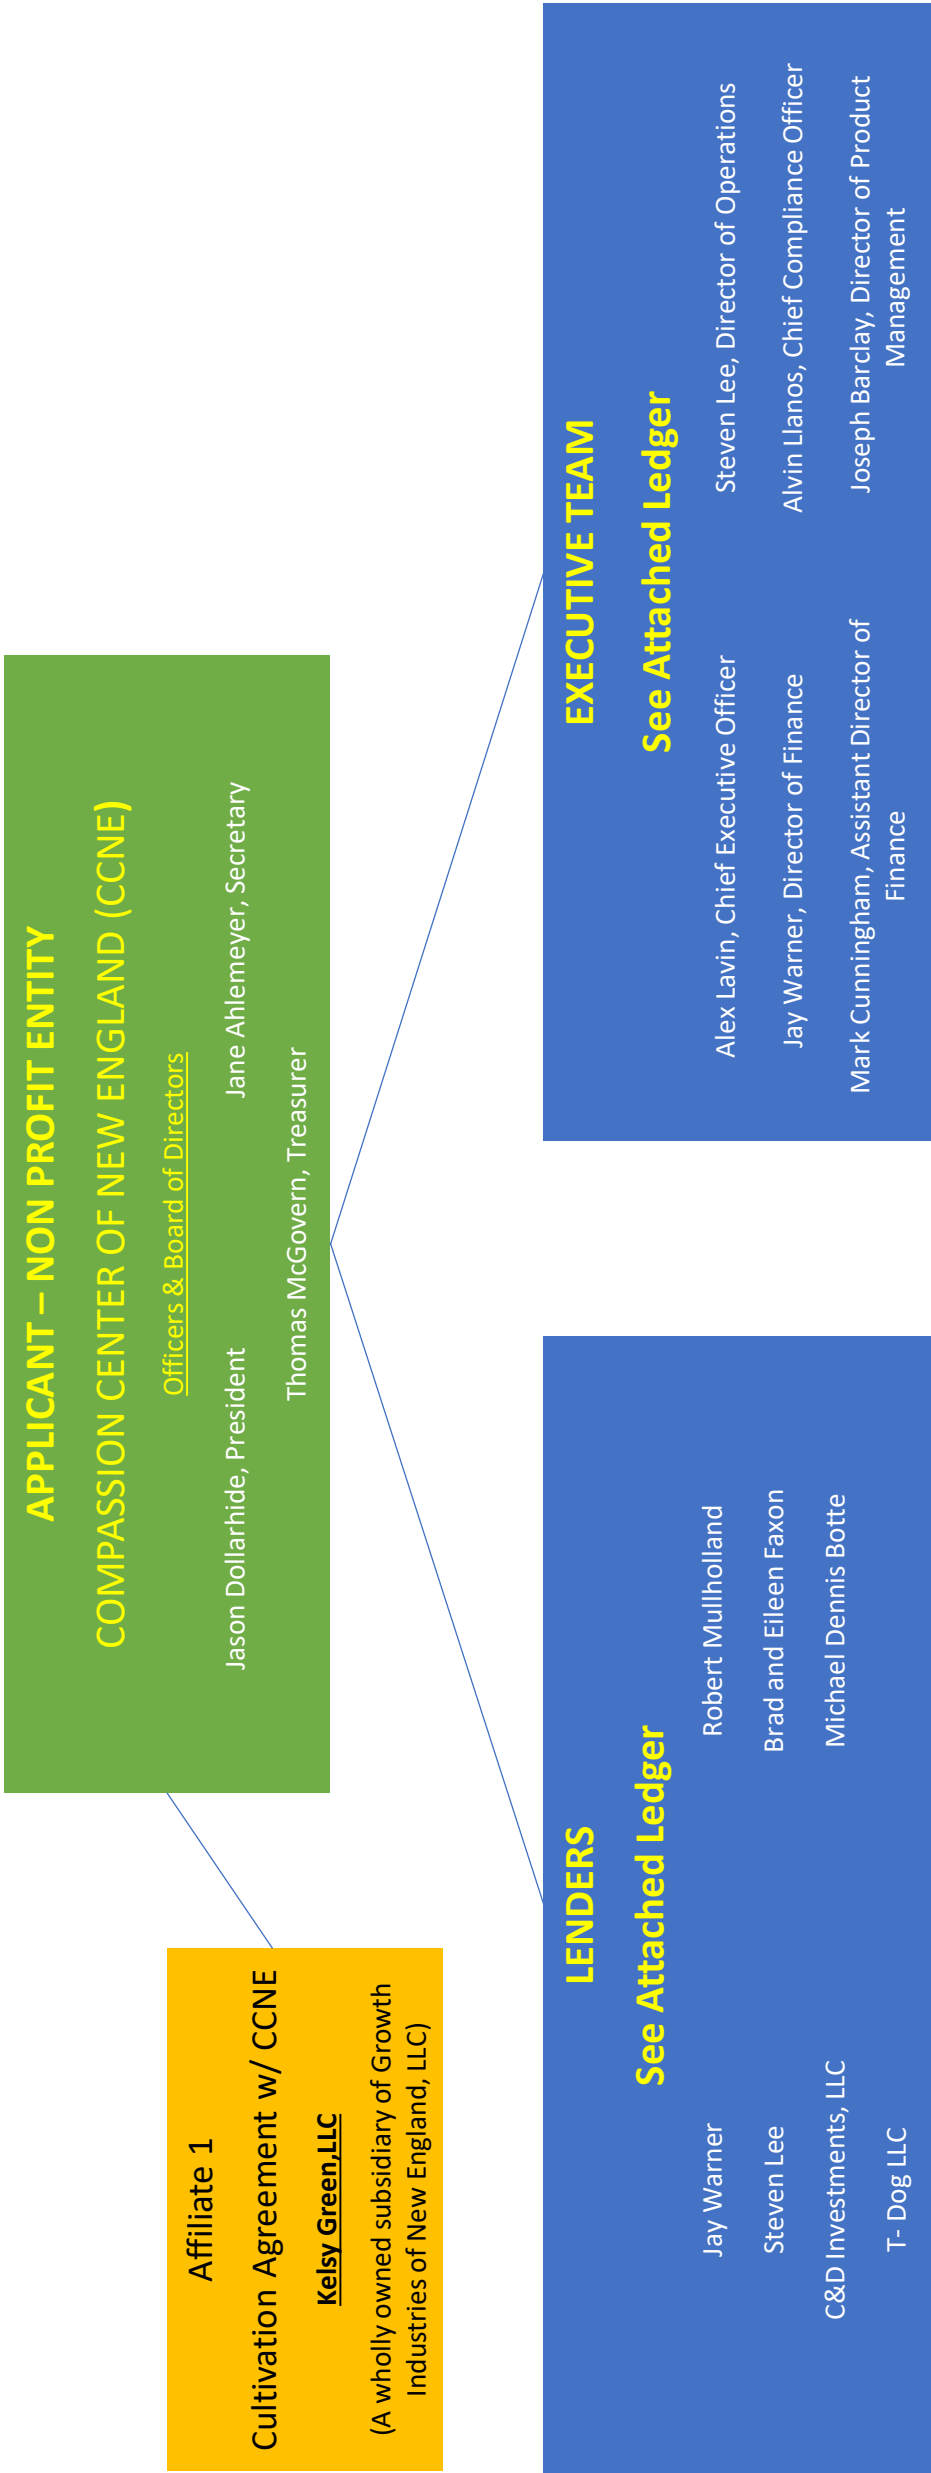 APPLICANT – NON PROFIT ENTITY
COMPASSION CENTER OF NEW ENGLAND (CCNE)
Officers & Board of Directors
Jason Dollarhide, President
Jane Ahlemeyer, Secretary
Thomas McGovern, Treasurer
Affiliate 1
Cultivation Agreement w/ CCNE
Kelsy Green,LLC
(A wholly owned subsidiary of Growth
Industries of New England, LLC)
LENDERS
See Attached Ledger
Jay Warner
Robert Mullholland
Steven Lee
Brad and Eileen Faxon
C&D Investments, LLC
Michael Dennis Botte
T- Dog LLC
EXECUTIVE TEAM
See Attached Ledger
Alex Lavin, Chief Executive Officer
Steven Lee, Director of Operations
Jay Warner, Director of Finance
Alvin Llanos, Chief Compliance Officer
Mark Cunningham, Assistant Director of
Finance
Joseph Barclay, Director of Product
Management